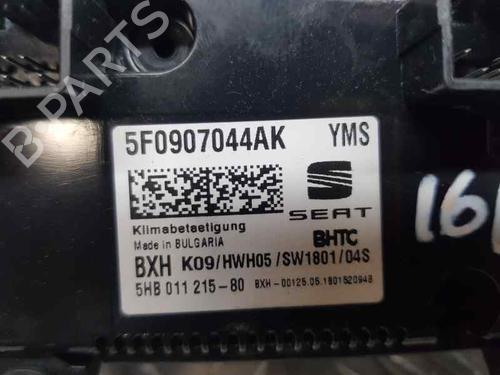 B-PARTS
5F0907044AK YMS
SEAT
Klimabetaetigung
Made in BULGARIA
BHTC
BXH K09/HWH05/SW1801/04S
5HB 011 215-80 BXH-00125.05.1801520943
16